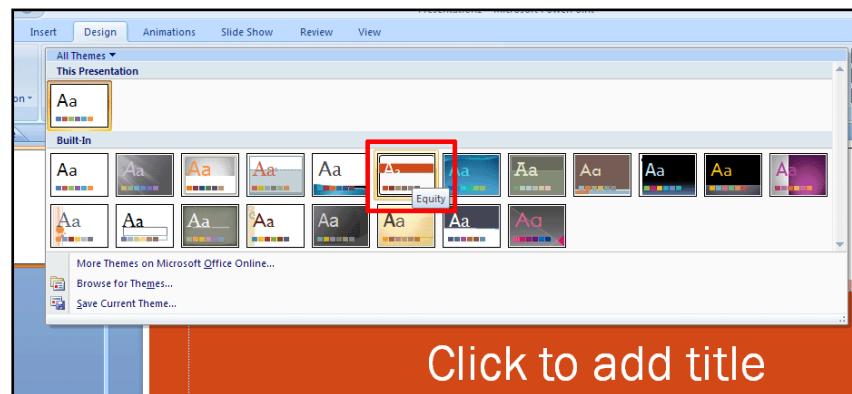 Insert Design Animations Slide Show Review View
All Themes
This Presentation
on
Aa
Built-In
Aa Aa Aa Aa Aa Aa Aa Aa Aa Aa Aa Aa
Equity
Aa Aa Aa Aa Aa Aa Aa Aa
More Themes on Microsoft Office Online...
Browse for Themes...
Save Current Theme...
Click to add title